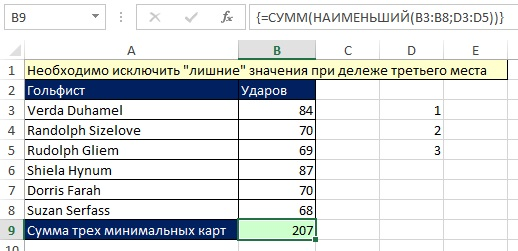 B9 fx {=СУММ(НАИМЕНЬШИЙ(B3:B8;D3:D5))}
A B C D E
1 Необходимо исключить "лишние" значения при дележе третьего места
2 Гольфист Ударов
3 Verda Duhamel 84 1
4 Randolph Sizelove 70 2
5 Rudolph Gliem 69 3
6 Shiela Hynum 87
7 Dorris Farah 70
8 Suzan Serfass 68
9 Сумма трех минимальных карт 207
10